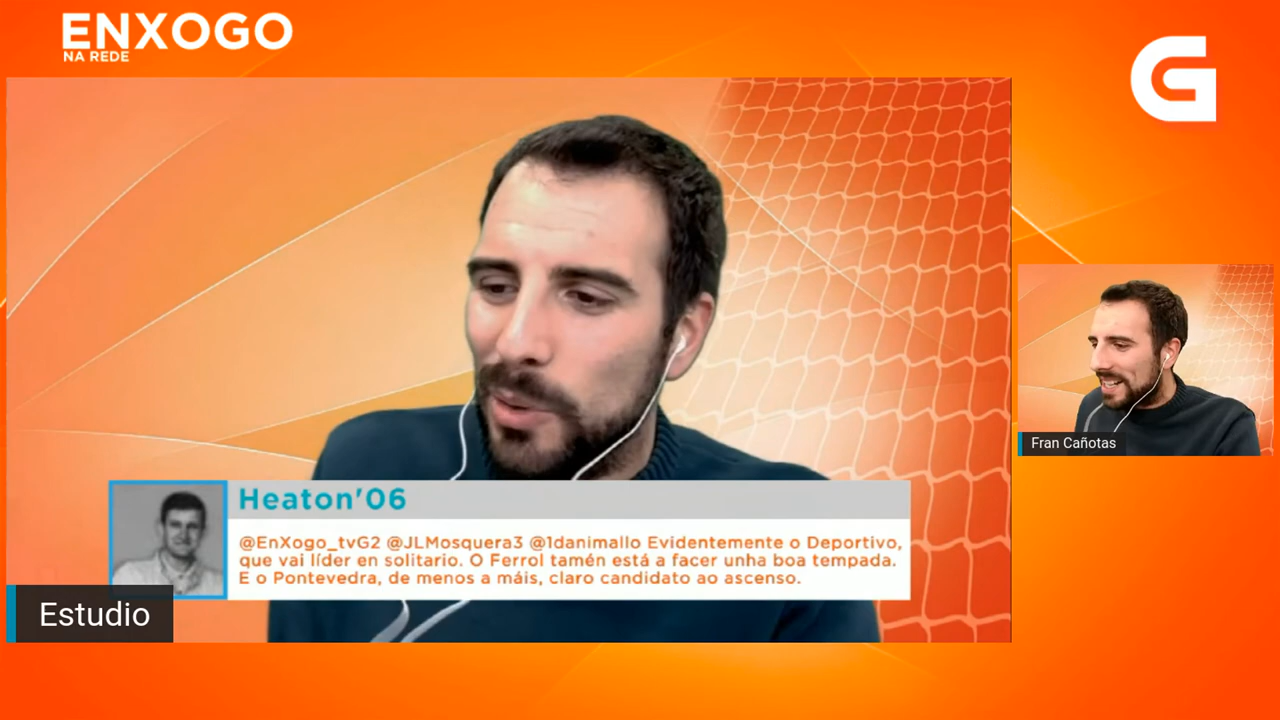 ENXOGO
NA REDE
G
Fran Cañotas
Heaton'06
@EnXogo_tvG2 @JLMosquera3 @1danimallo Evidentemente o Deportivo,
que vai líder en solitario. O Ferrol tamén está a facer unha boa tempada.
E o Pontevedra, de menos a máis, claro candidato ao ascenso.
Estudio